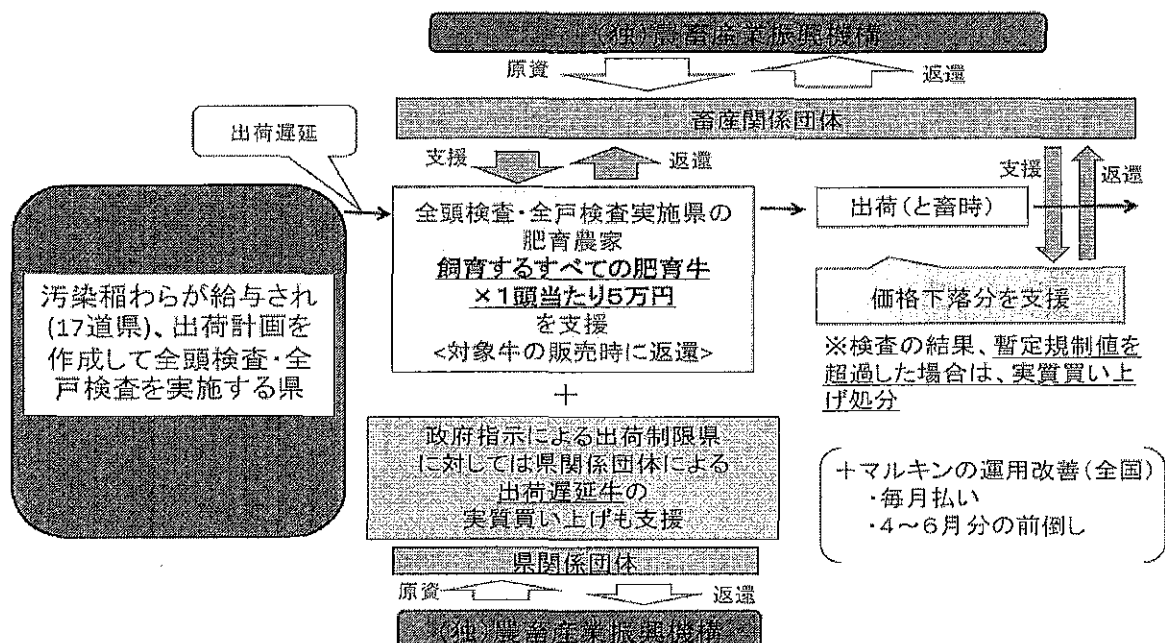 (独)農畜産業振興機構
原資
返還
畜産関係団体
出荷遅延
支援
返還
支援
返還
汚染稲わらが給与され
(17道県)、出荷計画を
作成して全頭検査・全
戸検査を実施する県
全頭検査・全戸検査実施県の
肥育農家
飼育するすべての肥育牛
×1頭当たり5万円
を支援
<対象牛の販売時に返還>
出荷(と畜時)
価格下落分を支援
※検査の結果、暫定規制値を
超過した場合は、実質買い上
げ処分
＋
政府指示による出荷制限県
に対しては県関係団体による
出荷遅延牛の
実質買い上げも支援
＋マルキンの運用改善(全国)
・毎月払い
・4～6月分の前倒し
県関係団体
原資
返還
(独)農畜産業振興機構